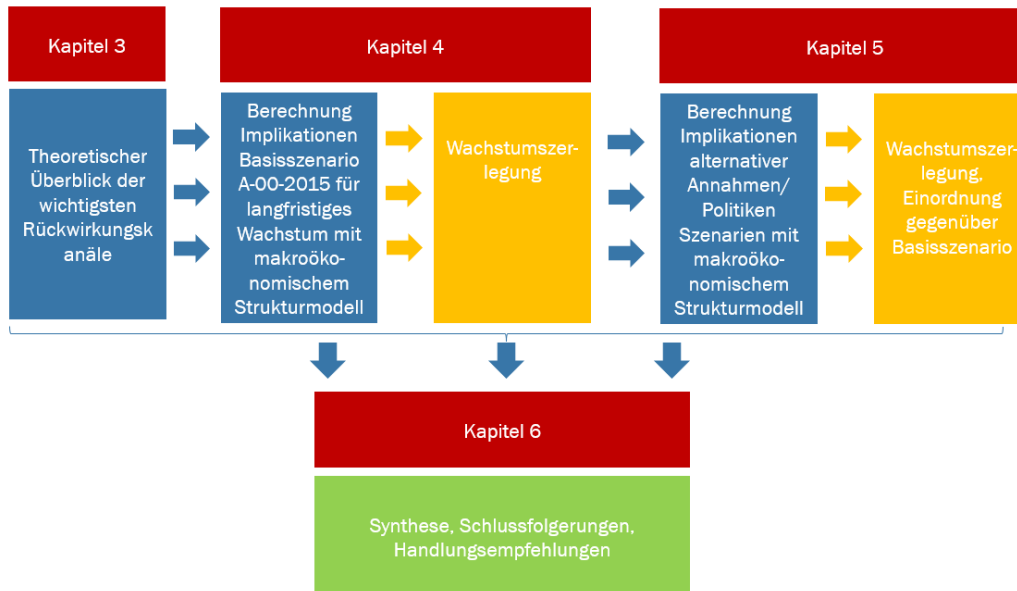 Kapitel 3
Theoretischer
Überblick der
wichtigsten
Rückwirkungsk
anäle
Kapitel 4
Berechnung
Implikationen
Basisszenario
A-00-2015 für
langfristiges
Wachstum mit
makroöko-
nomischem
Strukturmodell
Wachstumszer-
legung
Kapitel 5
Berechnung
Implikationen
alternativer
Annahmen/
Politiken
Szenarien mit
makroöko-
nomischem
Strukturmodell
Wachstumszer-
legung,
Einordnung
gegenüber
Basisszenario
Kapitel 6
Synthese, Schlussfolgerungen,
Handlungsempfehlungen